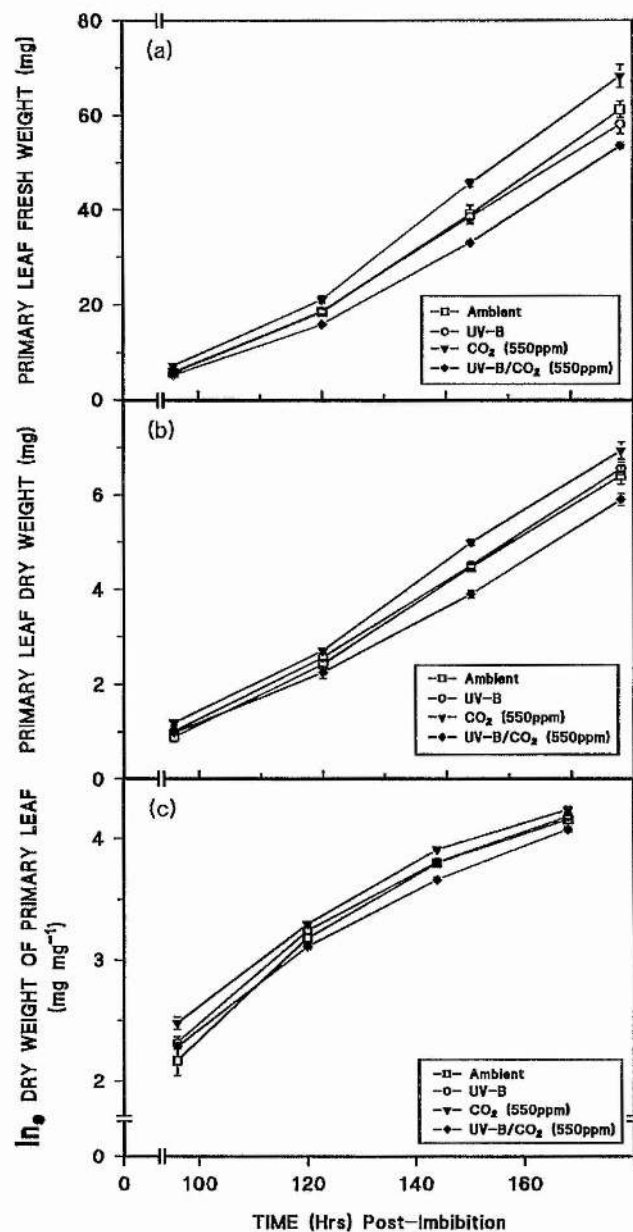 80
(a)
60
40
20
0
PRIMARY LEAF FRESH WEIGHT (mg)
Ambient
UV-B
CO₂ (550ppm)
UV-B/CO₂ (550ppm)
(b)
6
4
2
0
PRIMARY LEAF DRY WEIGHT (mg)
Ambient
UV-B
CO₂ (550ppm)
UV-B/CO₂ (550ppm)
(c)
4
3
2
0
lnₑ DRY WEIGHT OF PRIMARY LEAF
(mg mg⁻¹)
Ambient
UV-B
CO₂ (550ppm)
UV-B/CO₂ (550ppm)
0 100 120 140 160
TIME (Hrs) Post-Imbibition